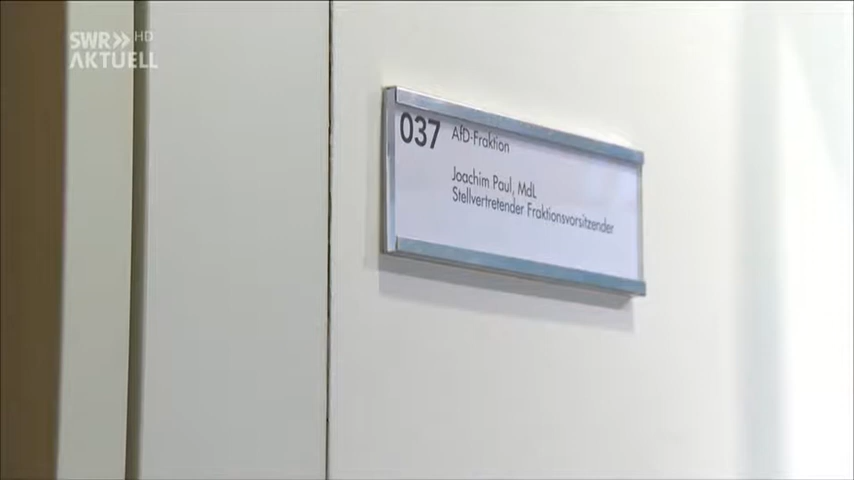 SWR>> HD
AKTUELL
037 AfD-Fraktion
Joachim Paul, MdL
Stellvertretender Fraktionsvorsitzender